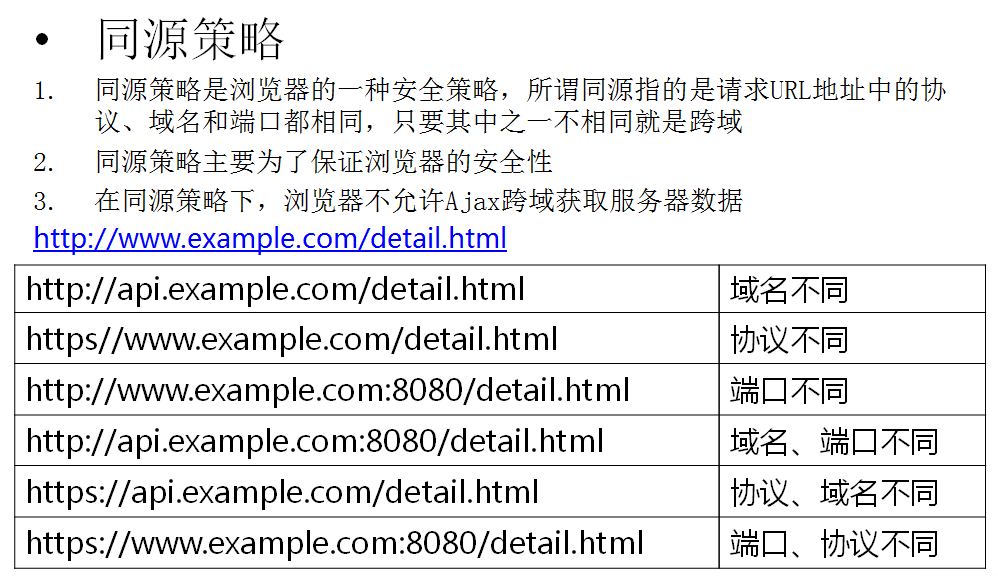 • 同源策略
1. 同源策略是浏览器的一种安全策略，所谓同源指的是请求URL地址中的协
议、域名和端口都相同，只要其中之一不相同就是跨域
2. 同源策略主要为了保证浏览器的安全性
3. 在同源策略下，浏览器不允许Ajax跨域获取服务器数据
http://www.example.com/detail.html
http://api.example.com/detail.html 域名不同
https//www.example.com/detail.html 协议不同
http://www.example.com:8080/detail.html 端口不同
http://api.example.com:8080/detail.html 域名、端口不同
https://api.example.com/detail.html 协议、域名不同
https://www.example.com:8080/detail.html 端口、协议不同